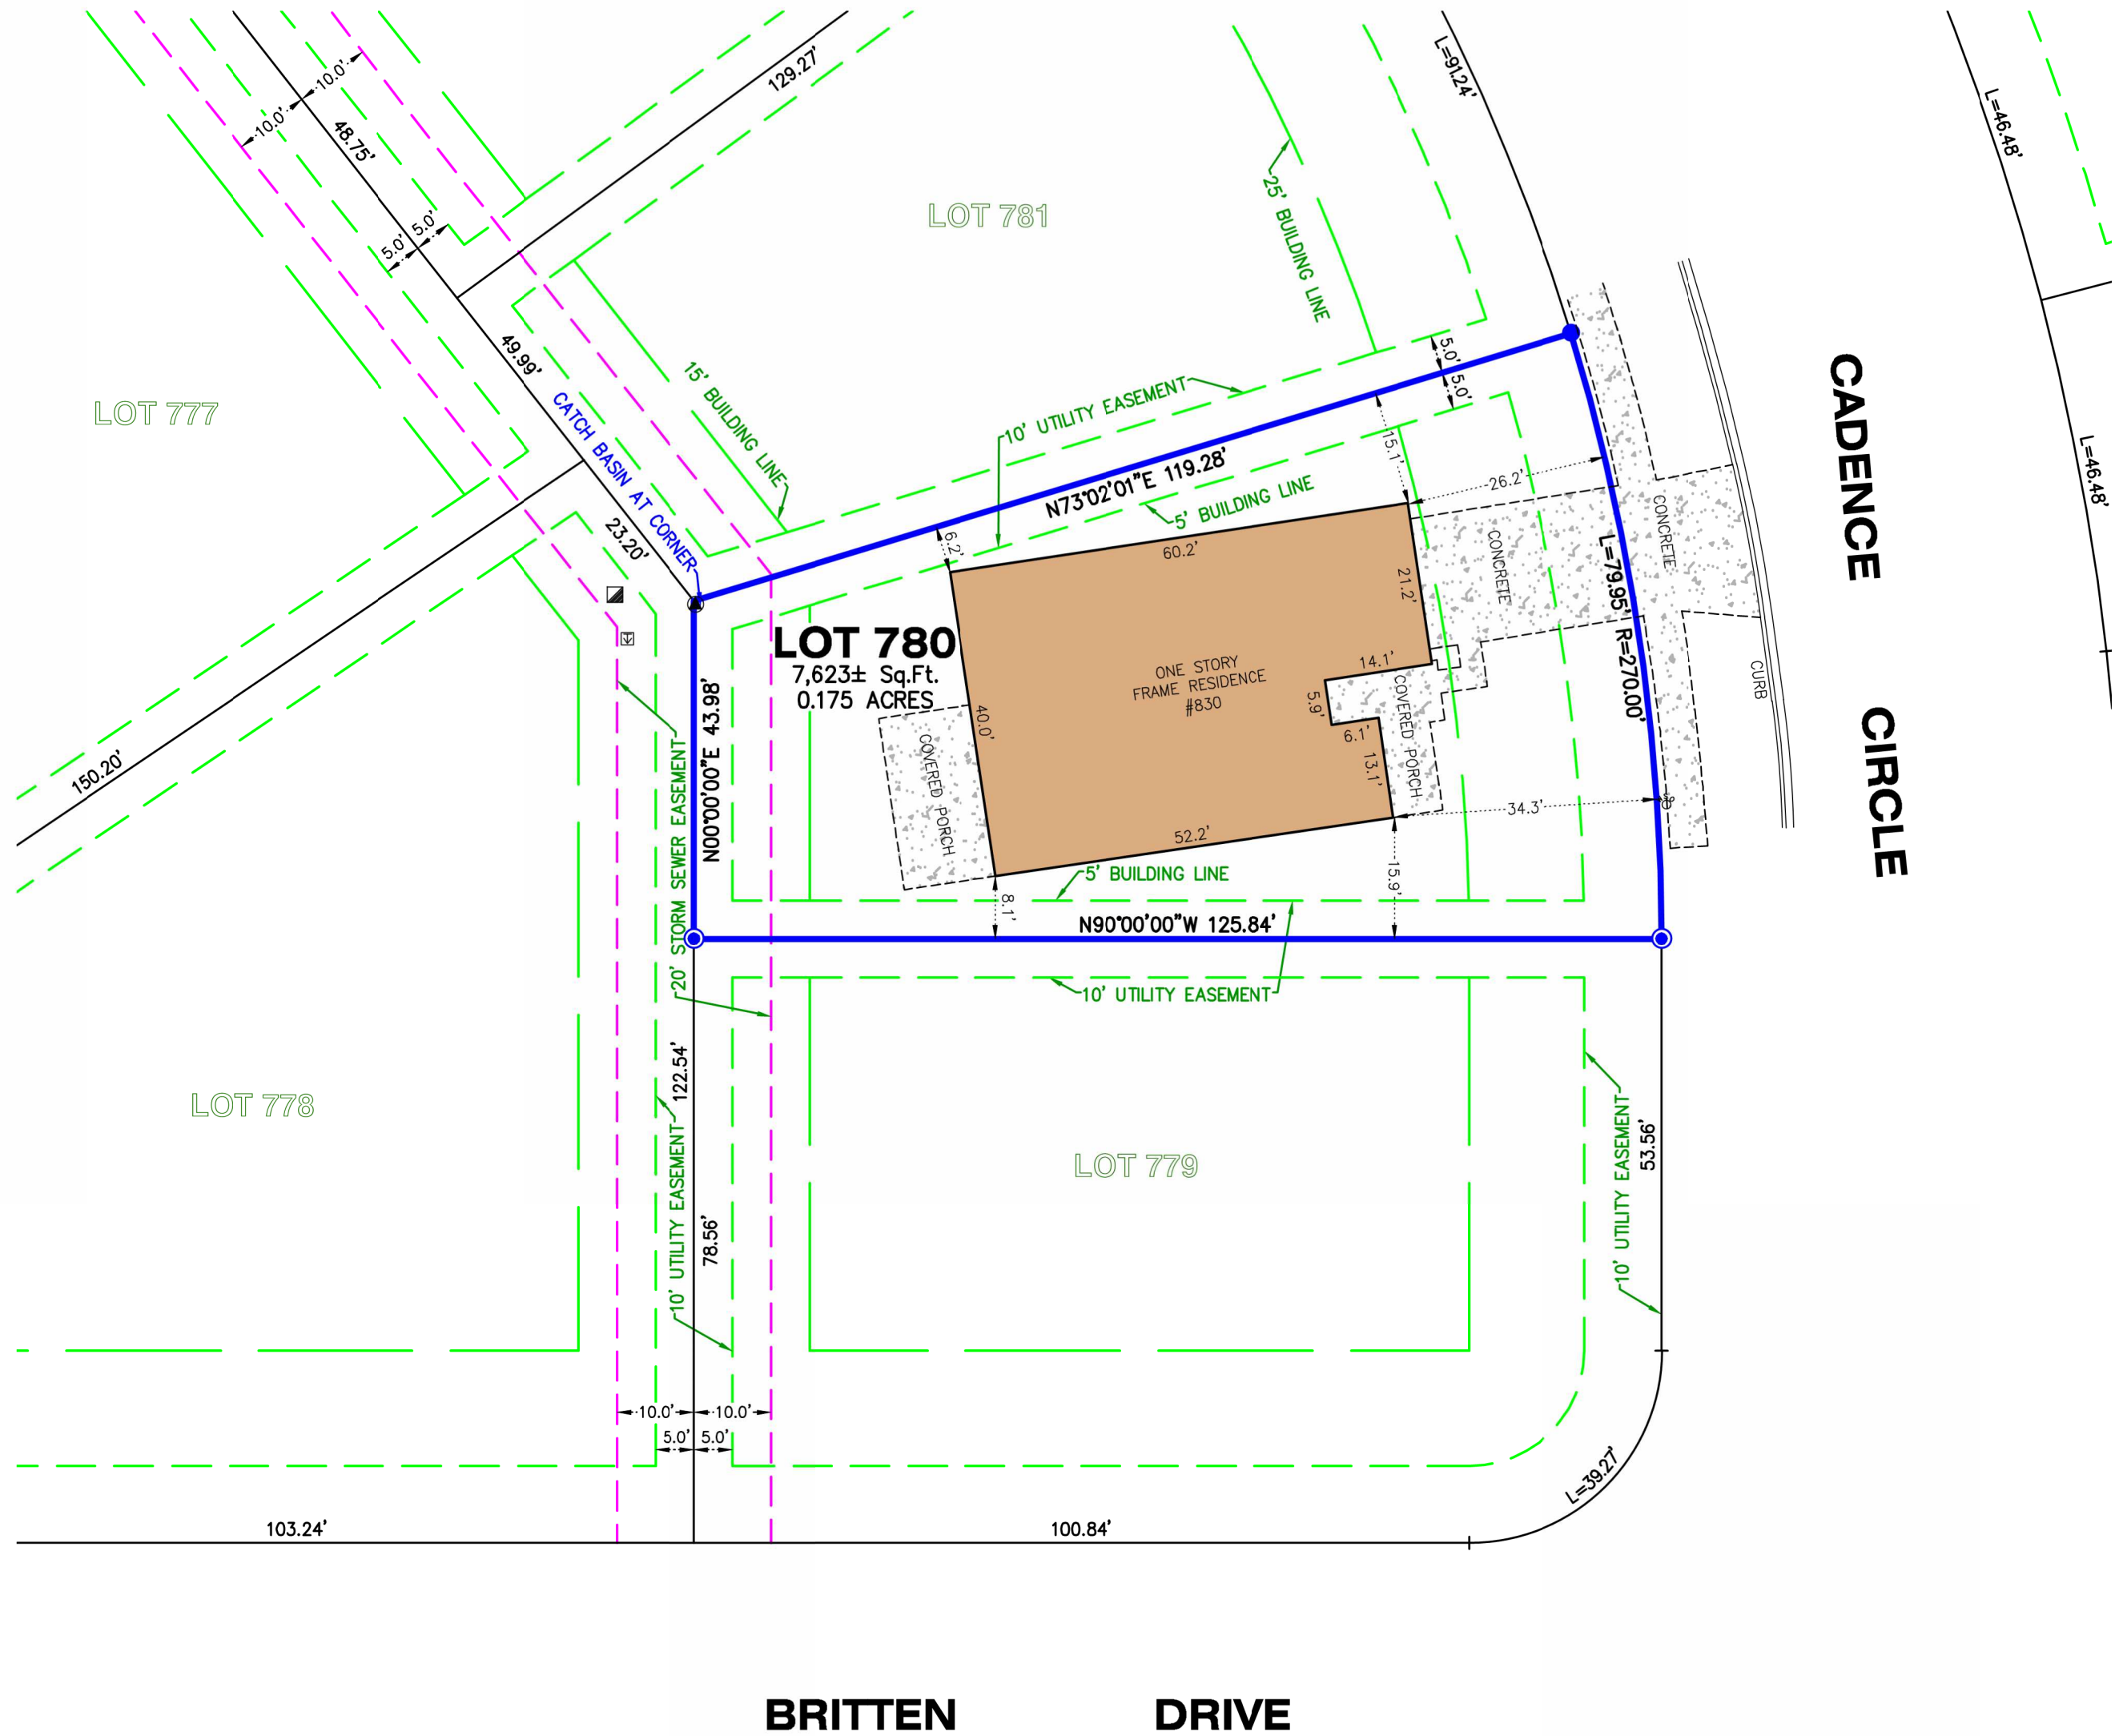 10.0'
10.0'
48.75'
129.27'
L=91.24'
L=46.48'
5.0'
5.0'
LOT 781
25' BUILDING LINE
49.99'
15' BUILDING LINE
LOT 777
CATCH BASIN AT CORNER
10' UTILITY EASEMENT
5.0'
5.0'
CADENCE CIRCLE
L=46.48'
N73°02'01"E 119.28'
5' BUILDING LINE
15.1'
26.2'
CONCRETE
CONCRETE
23.20'
6.2'
60.2'
21.2'
L=79.95' R=270.00'
LOT 780
7,623± Sq.Ft.
0.175 ACRES
ONE STORY
FRAME RESIDENCE
#830
14.1'
5.9'
6.1'
13.1'
COVERED PORCH
CURB
40.0'
COVERED PORCH
N00°00'00"E 43.98'
20' STORM SEWER EASEMENT
150.20'
52.2'
34.3'
5' BUILDING LINE
8.1'
15.9'
N90°00'00"W 125.84'
10' UTILITY EASEMENT
LOT 778
122.54'
10' UTILITY EASEMENT
78.56'
LOT 779
10' UTILITY EASEMENT
53.56'
10.0'
10.0'
5.0'
5.0'
L=39.27'
103.24'
100.84'
BRITTEN DRIVE